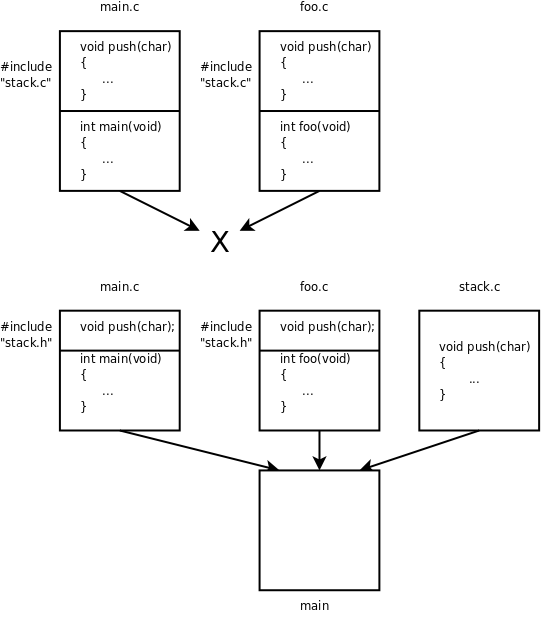 main.c
foo.c
#include
"stack.c"
void push(char)
{
...
}
int main(void)
{
...
}
#include
"stack.c"
void push(char)
{
...
}
int foo(void)
{
...
}
X
main.c
foo.c
stack.c
#include
"stack.h"
void push(char);
int main(void)
{
...
}
#include
"stack.h"
void push(char);
int foo(void)
{
...
}
void push(char)
{
...
}
main